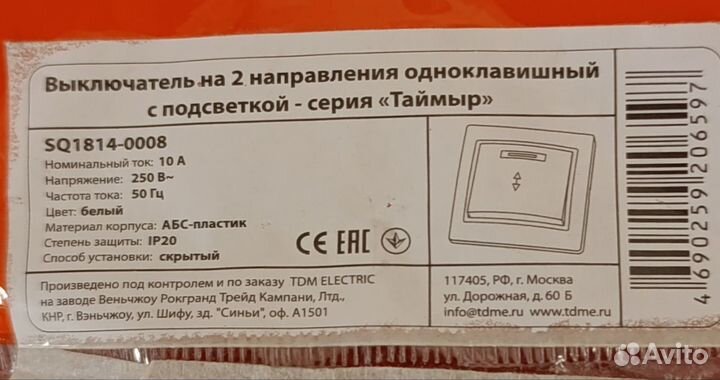 Выключатель на 2 направления одноклавишный
с подсветкой - серия «Таймыр»
SQ1814-0008
Номинальный ток: 10 А
Напряжение: 250 В~
Частота тока: 50 Гц
Цвет: белый
Материал корпуса: АБС-пластик
Степень защиты: IP20
Способ установки: скрытый
CE EAC
Произведено под контролем и по заказу TDM ELECTRIC
на заводе Веньчжоу Рокгранд Трейд Кампани, Лтд.,
КНР, г. Вэньчжоу, ул. Шифу, зд. "Синьи", оф. А1501
117405, РФ, г. Москва
ул. Дорожная, д. 60 Б
info@tdme.ru www.tdme.ru
4 690259 206597
Avito